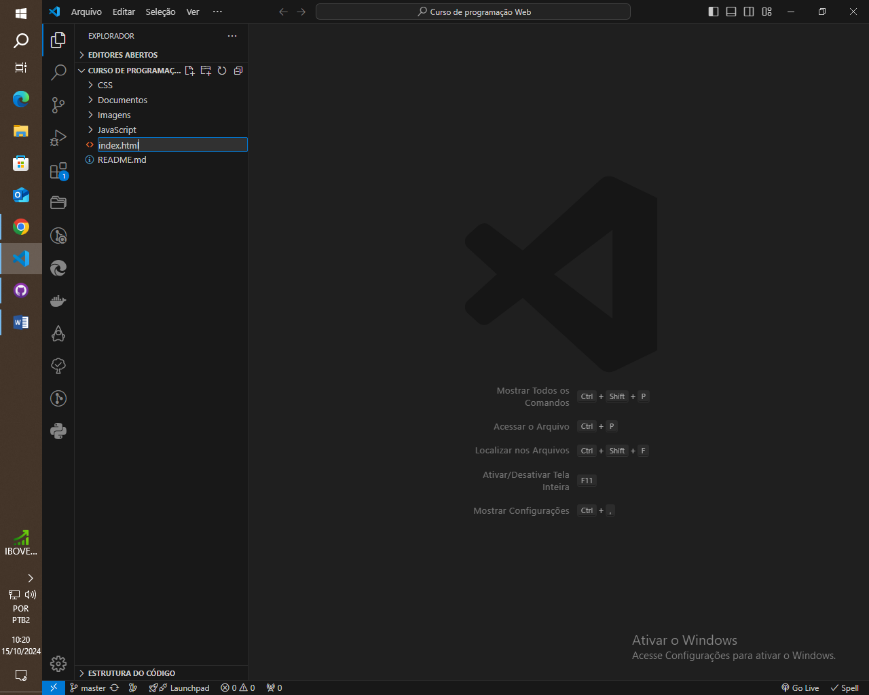 Arquivo Editar Seleção Ver ···
Curso de programação Web
EXPLORADOR ···
EDITORES ABERTOS
CURSO DE PROGRAMAÇ...
CSS
Documentos
Imagens
JavaScript
index.html
README.md
1
Mostrar Todos os
Comandos
Ctrl + Shift + P
Acessar o Arquivo Ctrl + P
Localizar nos Arquivos Ctrl + Shift + F
Ativar/Desativar Tela
Inteira
F11
Mostrar Configurações Ctrl + ,
IBOVE...
POR
PTB2
10:20
15/10/2024
Ativar o Windows
Acesse Configurações para ativar o Windows.
ESTRUTURA DO CÓDIGO
master Launchpad 0 0 0 Go Live Spell